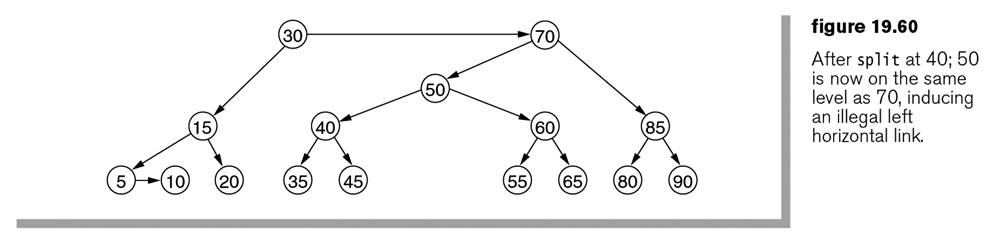 30
70
50
15
40
60
85
5
10
20
35
45
55
65
80
90
figure 19.60
After split at 40; 50
is now on the same
level as 70, inducing
an illegal left
horizontal link.